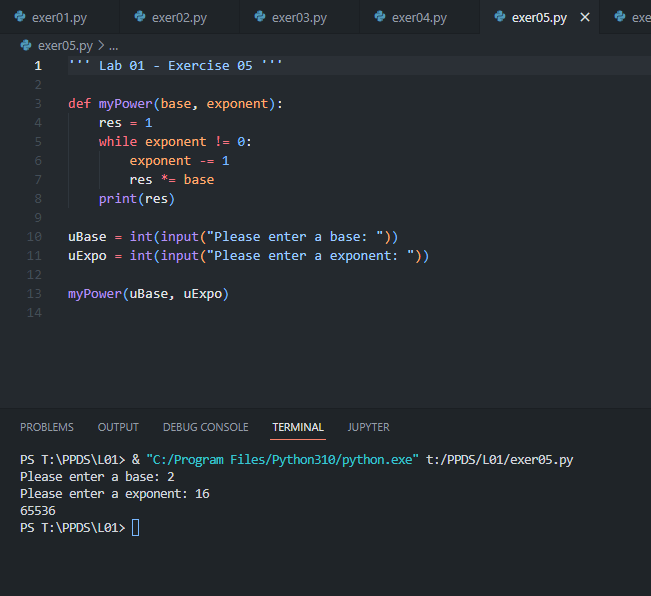 exer01.py exer02.py exer03.py exer04.py exer05.py exe
exer05.py > ...
1 ''' Lab 01 - Exercise 05 '''
2
3 def myPower(base, exponent):
4     res = 1
5     while exponent != 0:
6         exponent -= 1
7         res *= base
8     print(res)
9
10 uBase = int(input("Please enter a base: "))
11 uExpo = int(input("Please enter a exponent: "))
12
13 myPower(uBase, uExpo)
14
PROBLEMS OUTPUT DEBUG CONSOLE TERMINAL JUPYTER
PS T:\PPDS\L01> & "C:/Program Files/Python310/python.exe" t:/PPDS/L01/exer05.py
Please enter a base: 2
Please enter a exponent: 16
65536
PS T:\PPDS\L01>